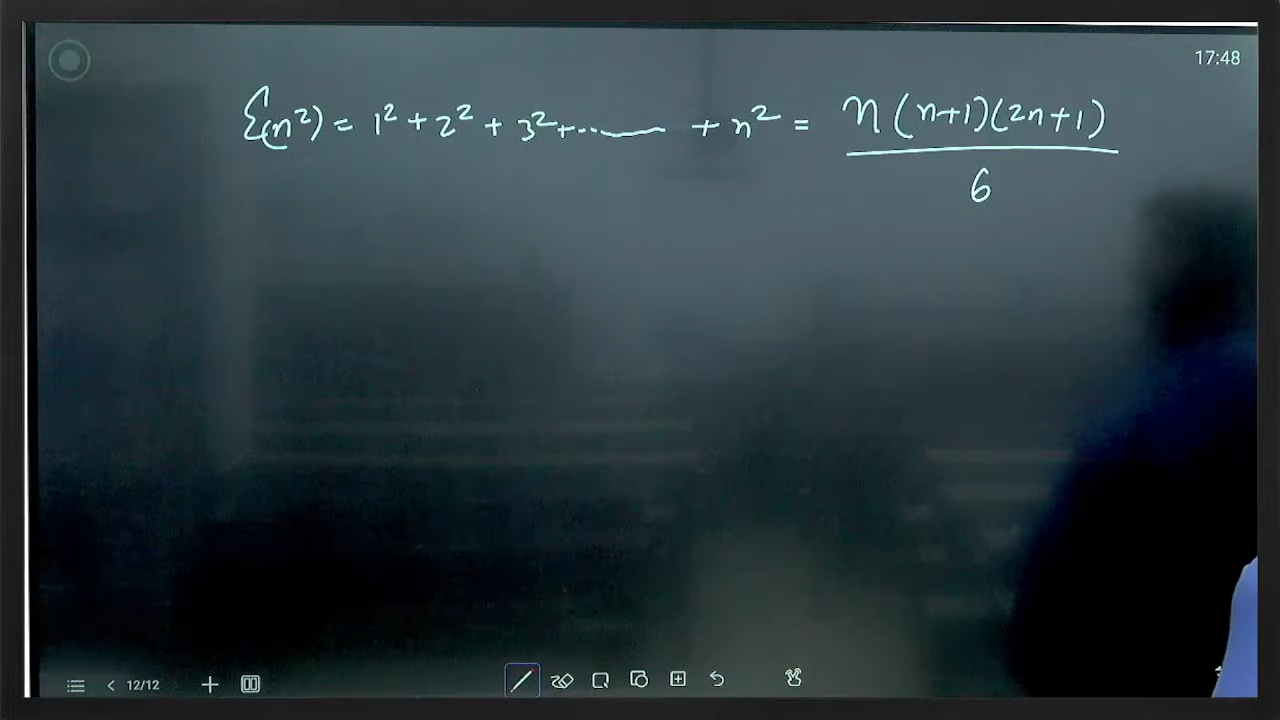 17:48
Σ(n²) = 1² + 2² + 3² + ..... + n² = n(n+1)(2n+1) / 6
12/12